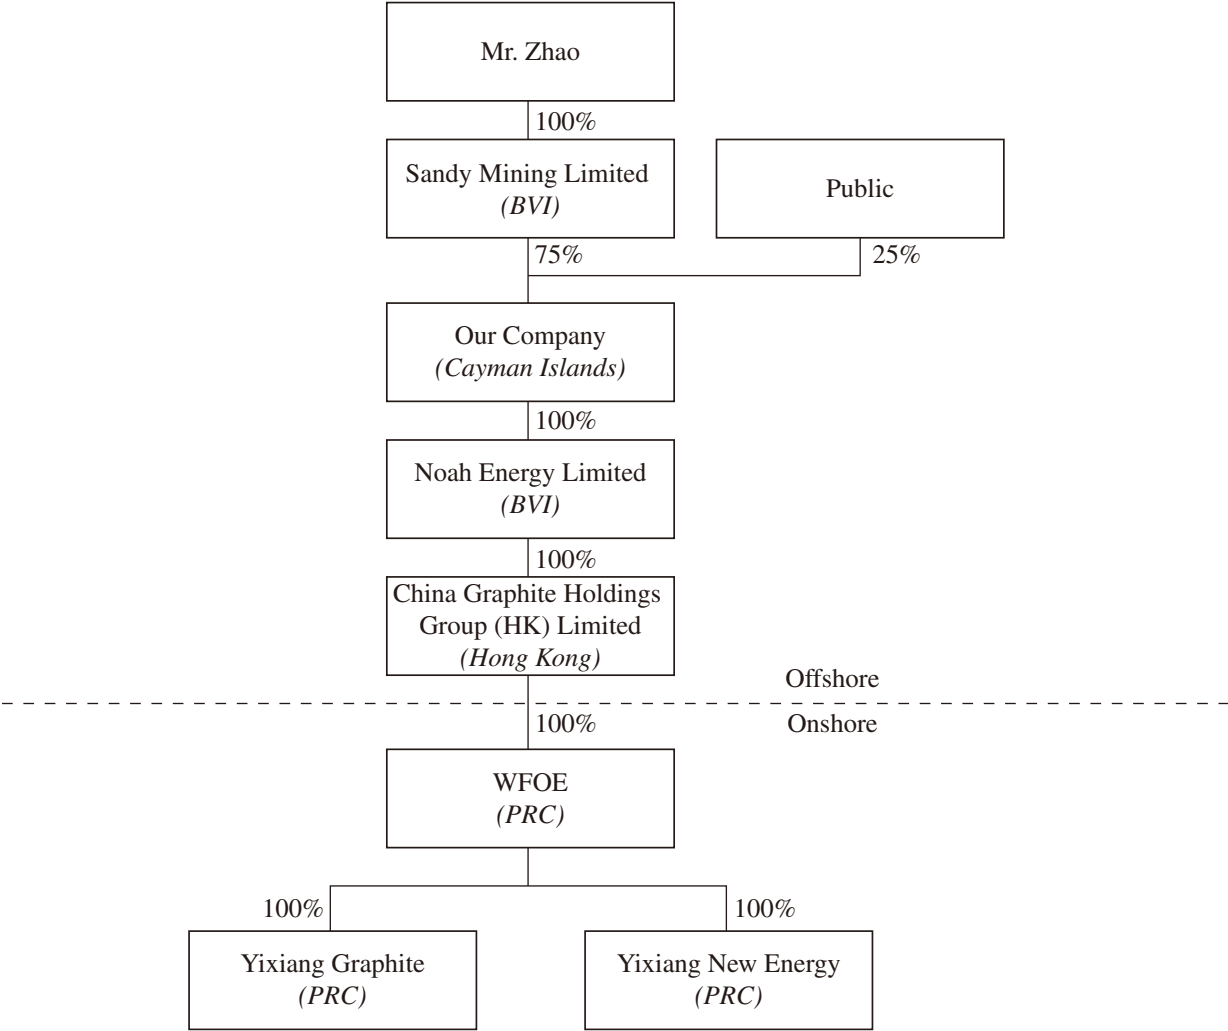 Mr. Zhao
100%
Sandy Mining Limited
(BVI)
Public
75%
25%
Our Company
(Cayman Islands)
100%
Noah Energy Limited
(BVI)
100%
China Graphite Holdings
Group (HK) Limited
(Hong Kong)
Offshore
100%
Onshore
WFOE
(PRC)
100%
100%
Yixiang Graphite
(PRC)
Yixiang New Energy
(PRC)